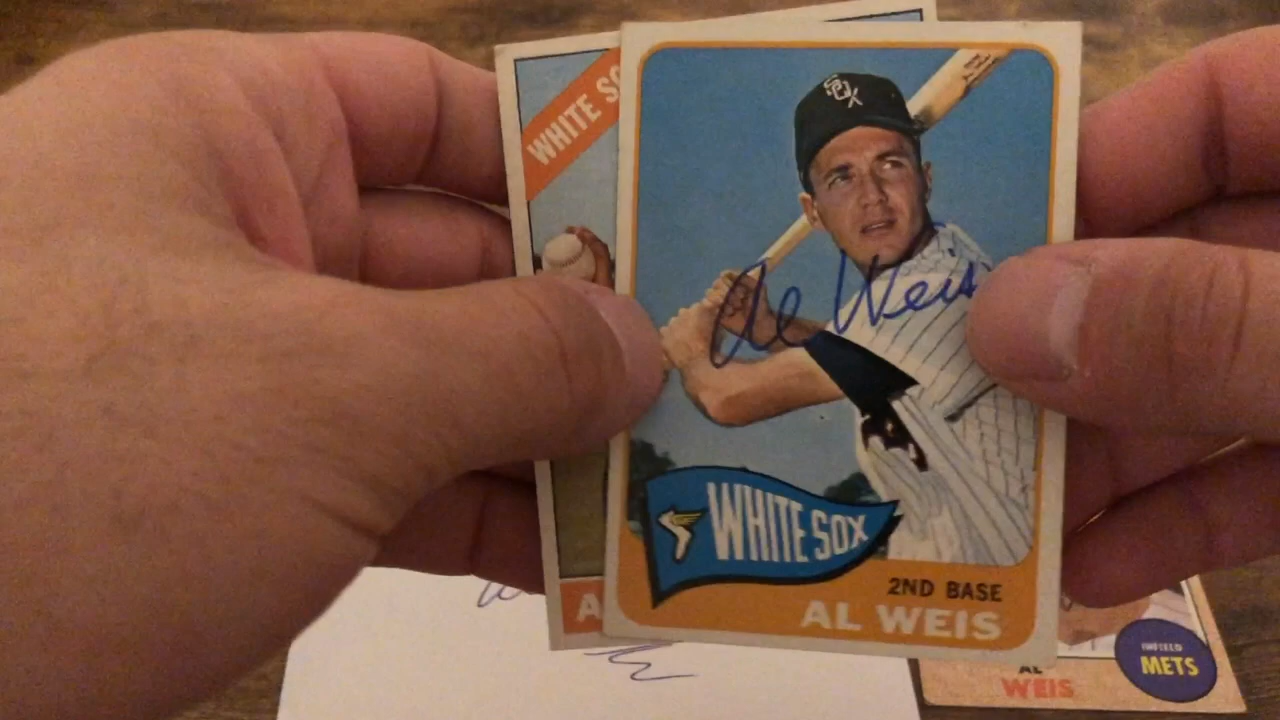 WHITE SO
SOX
Al Weis
WHITE SOX
2ND BASE
AL WEIS
A
INFIELD
METS
AL
WEIS